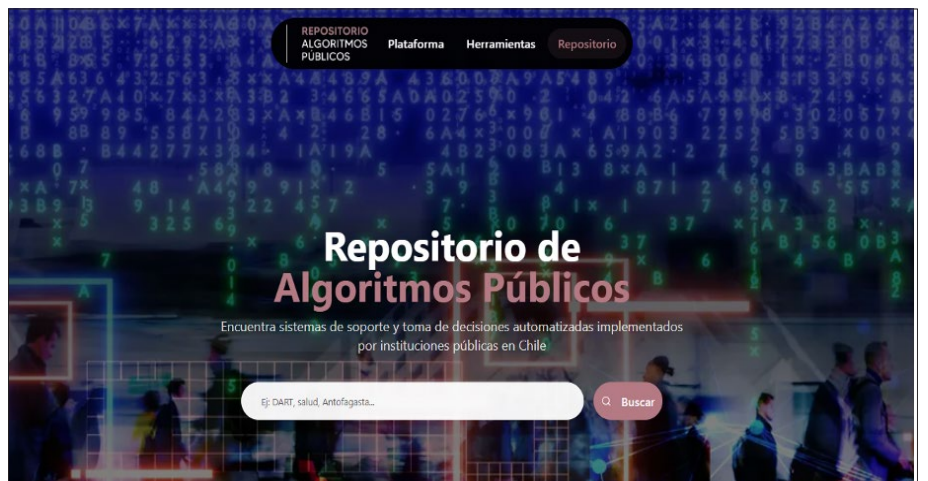 REPOSITORIO
ALGORITMOS
PÚBLICOS
Plataforma
Herramientas
Repositorio
Repositorio de
Algoritmos Públicos
Encuentra sistemas de soporte y toma de decisiones automatizadas implementados
por instituciones públicas en Chile
Ej: DART, salud, Antofagasta...
Buscar